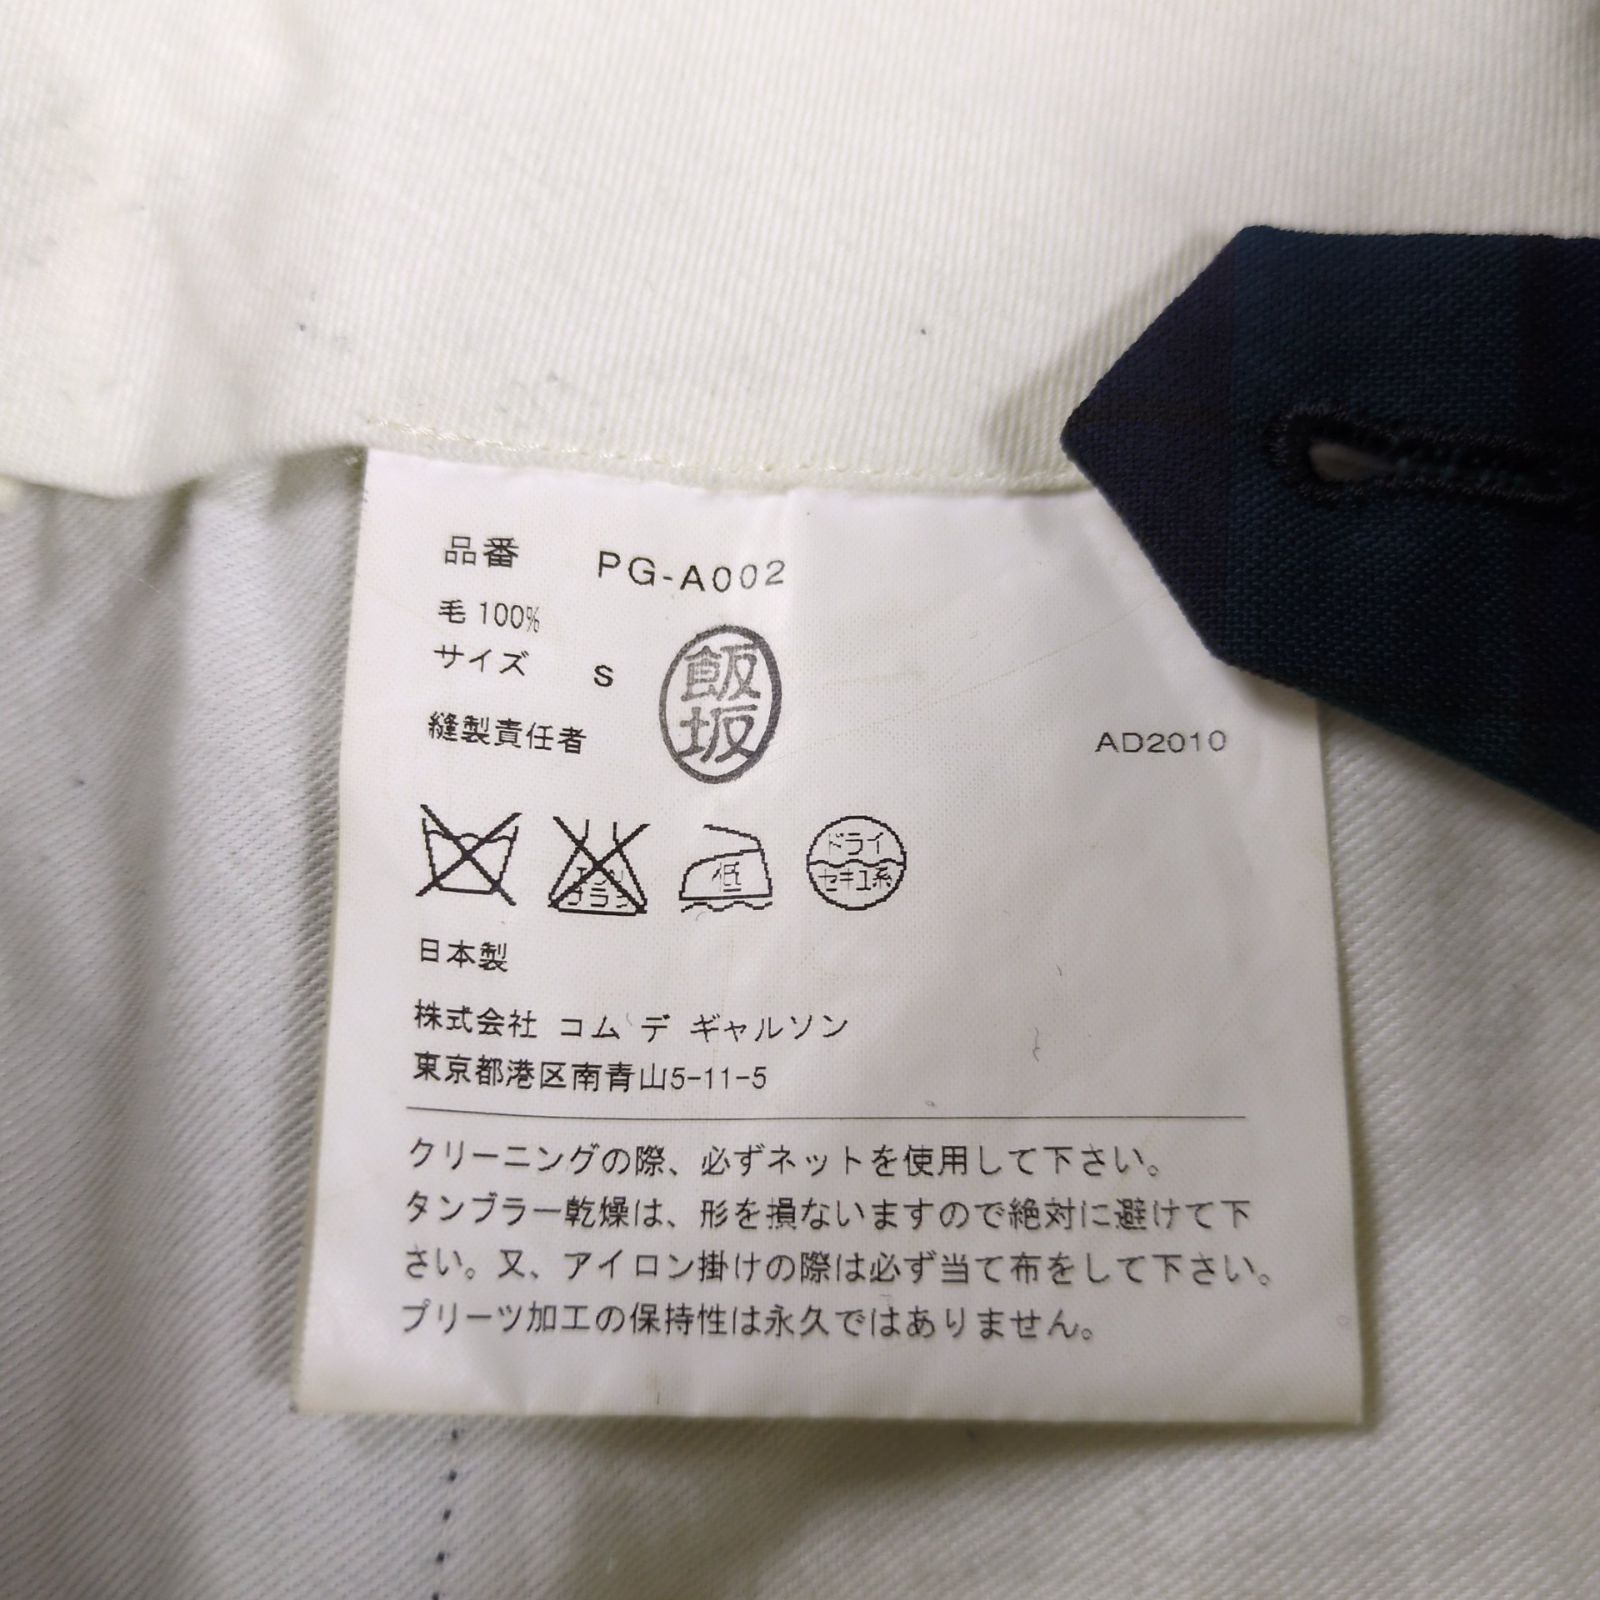 品番 PG-A002
毛 100%
サイズ S
飯坂
縫製責任者
AD2010
エンソ
サラシ
低
ドライ
セキユ系
日本製
株式会社 コム デ ギャルソン
東京都港区南青山5-11-5
クリーニングの際、必ずネットを使用して下さい。
タンブラー乾燥は、形を損ないますので絶対に避けて下
さい。又、アイロン掛けの際は必ず当て布をして下さい。
プリーツ加工の保持性は永久ではありません。